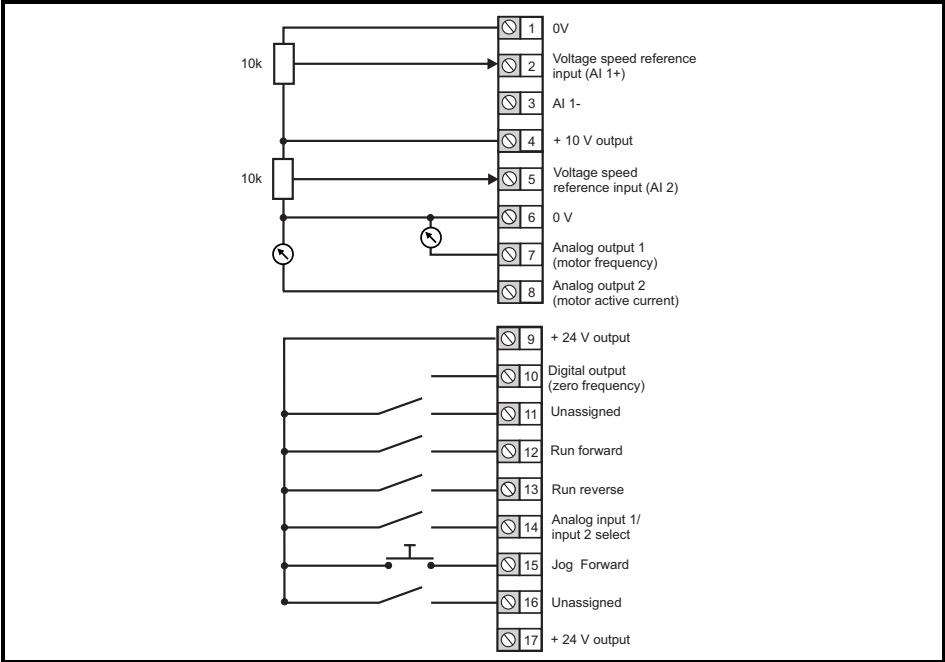 1 0V
10k
2 Voltage speed reference
input (AI 1+)
3 AI 1-
4 + 10 V output
10k
5 Voltage speed
reference input (AI 2)
6 0 V
7 Analog output 1
(motor frequency)
8 Analog output 2
(motor active current)
9 + 24 V output
10 Digital output
(zero frequency)
11 Unassigned
12 Run forward
13 Run reverse
14 Analog input 1/
input 2 select
15 Jog Forward
16 Unassigned
17 + 24 V output